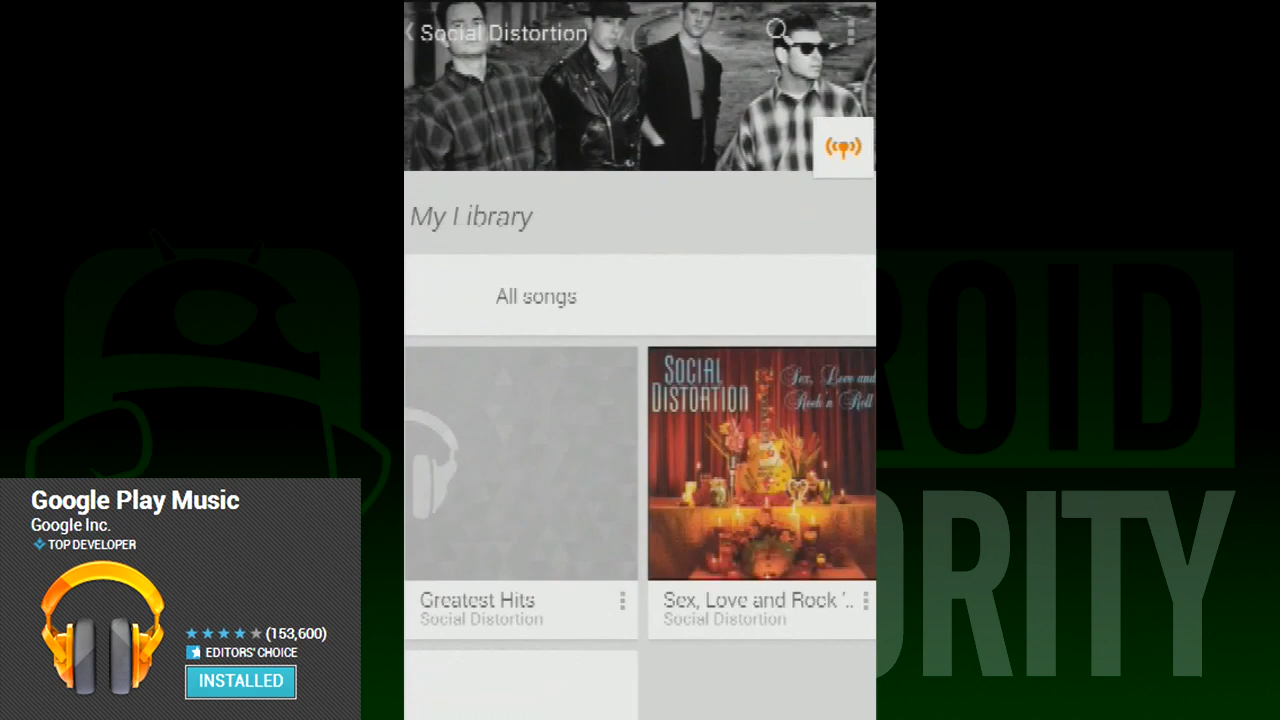 Social Distortion
My Library
All songs
SOCIAL
DISTORTION
Sex, Love and
Rock 'n' Roll
Greatest Hits
Social Distortion
Sex, Love and Rock '..
Social Distortion
Google Play Music
Google Inc.
TOP DEVELOPER
(153,600)
EDITORS' CHOICE
INSTALLED
ROID
ORITY